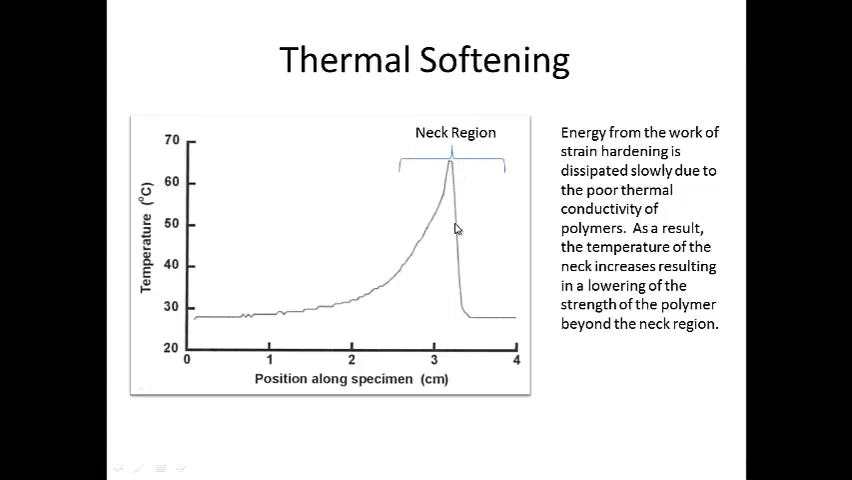 Thermal Softening
Neck Region
70
60
50
40
30
20
Temperature (°C)
0 1 2 3 4
Position along specimen (cm)
Energy from the work of
strain hardening is
dissipated slowly due to
the poor thermal
conductivity of
polymers. As a result,
the temperature of the
neck increases resulting
in a lowering of the
strength of the polymer
beyond the neck region.